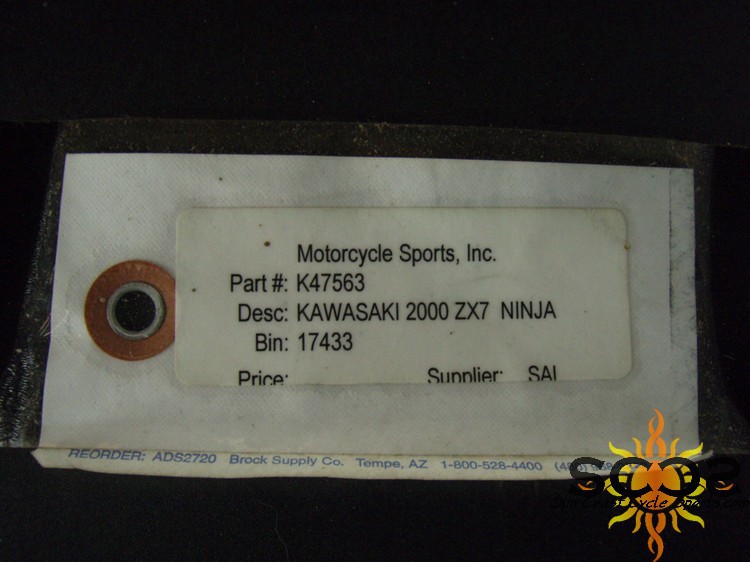 Motorcycle Sports, Inc.
Part #: K47563
Desc: KAWASAKI 2000 ZX7 NINJA
Bin: 17433
Price: Supplier: SAI
REORDER: ADS2720 Brock Supply Co. Tempe, AZ 1-800-528-4400